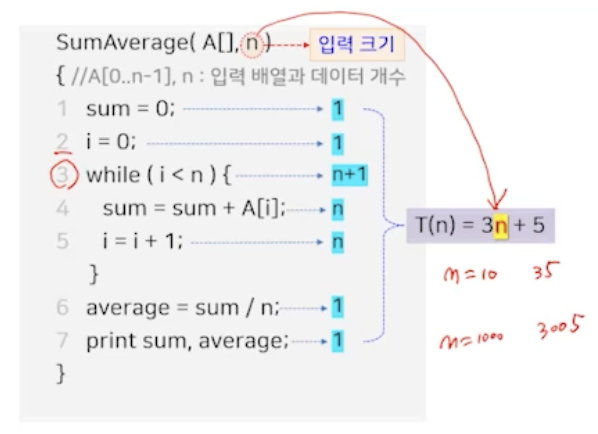 SumAverage( A[], n ) 입력 크기
{ //A[0..n-1], n : 입력 배열과 데이터 개수
1 sum = 0; 1
2 i = 0; 1
3 while ( i < n ) { n+1
4 sum = sum + A[i]; n
5 i = i + 1; n
}
6 average = sum / n; 1
7 print sum, average; 1
}
T(n) = 3n + 5
n=10 35
n=1000 3005